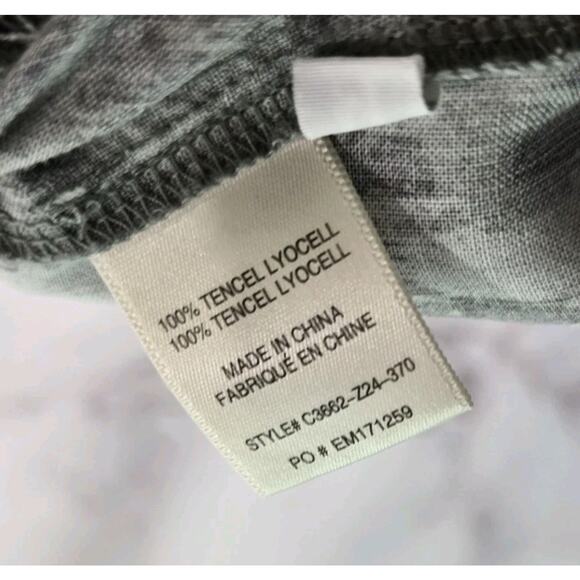 100% TENCEL LYOCELL
100% TENCEL LYOCELL
MADE IN CHINA
FABRIQUÉ EN CHINE
STYLE# C3662-Z24-370
PO # EM171259